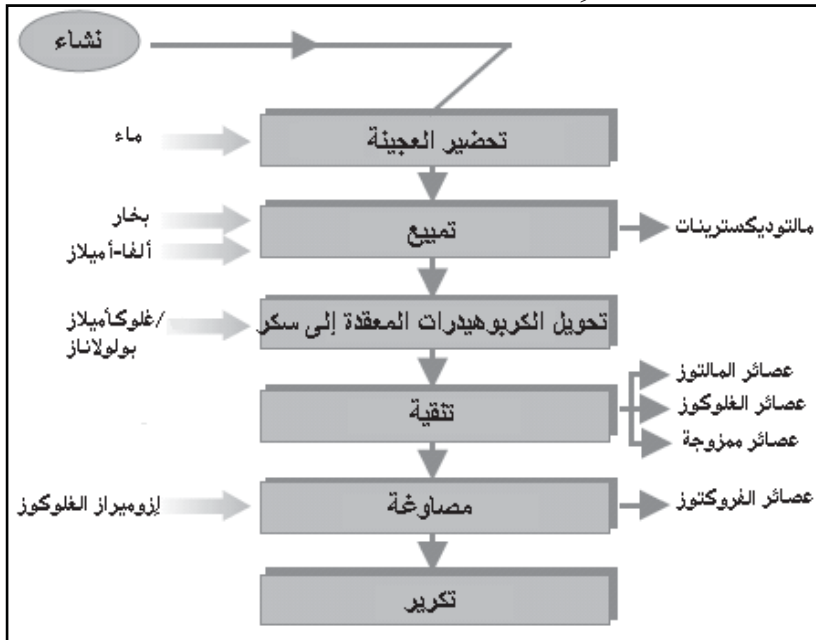 نشاء
ماء
تحضير العجينة
بخار
ألفا-أميلاز
تمييع
مالتوديكسترينات
غلوكأميلاز/
بولولاناز
تحويل الكربوهيدرات المعقدة إلى سكر
تنقية
عصائر المالتوز
عصائر الغلوكوز
عصائر ممزوجة
إزوميراز الغلوكوز
مصاوغة
عصائر الفروكتوز
تكرير